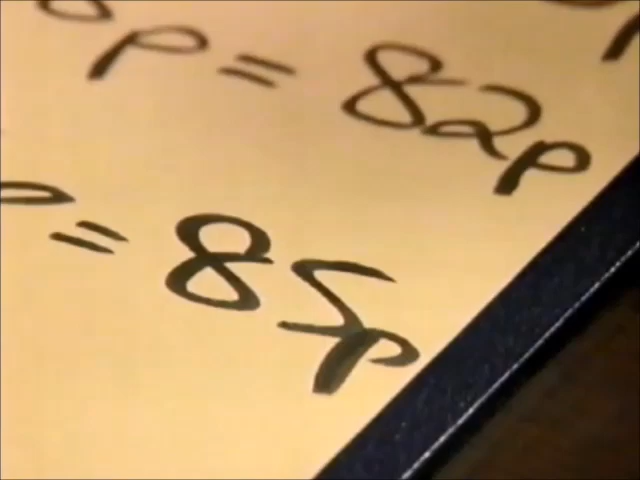 p = 82p
p = 85p